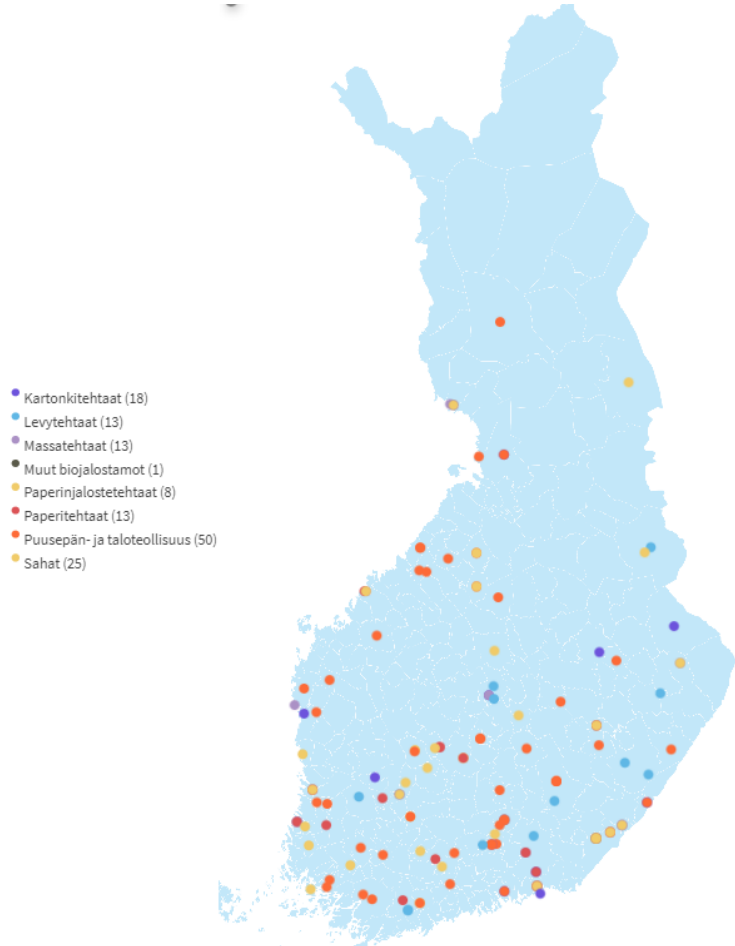 Kartonkitehtaat (18)
Levytehtaat (13)
Massatehtaat (13)
Muut biojalostamot (1)
Paperinjalostetehtaat (8)
Paperitehtaat (13)
Puusepän- ja taloteollisuus (50)
Sahat (25)